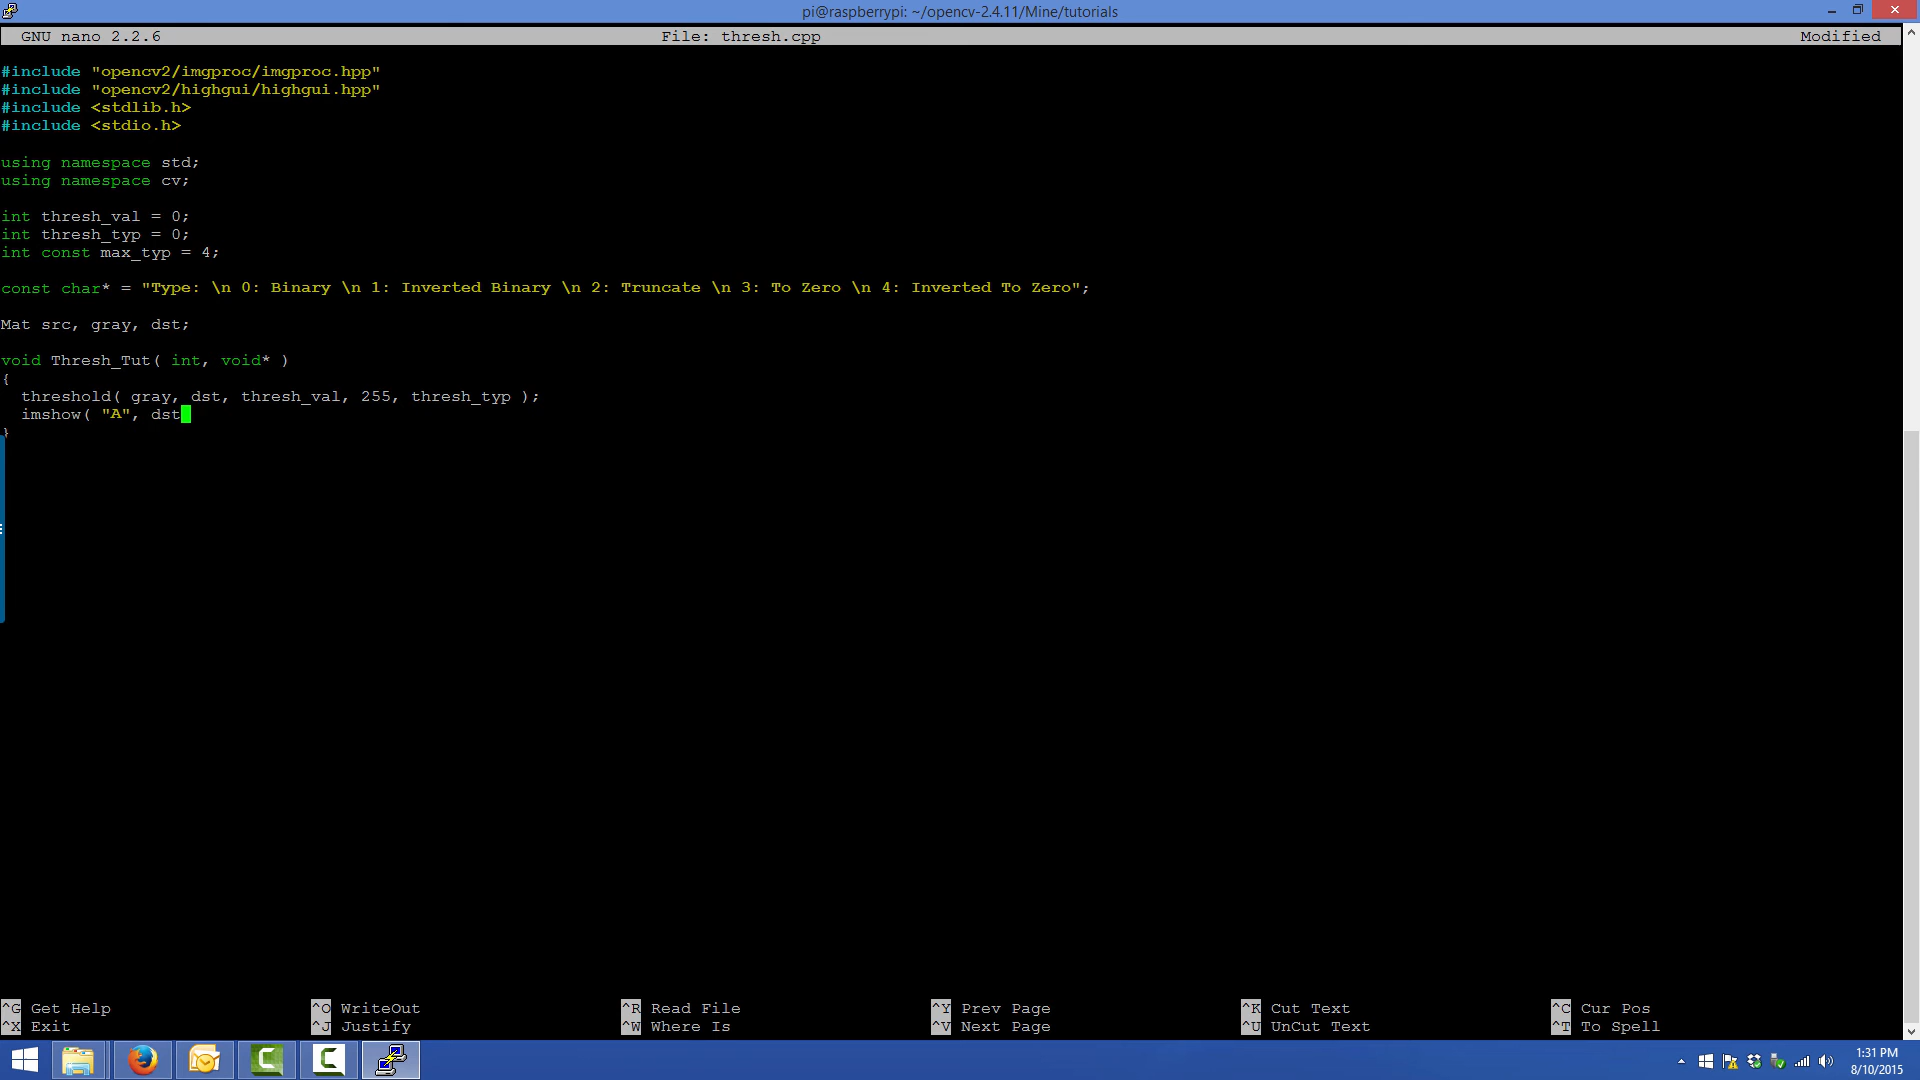 pi@raspberrypi: ~/opencv-2.4.11/Mine/tutorials
GNU nano 2.2.6 File: thresh.cpp Modified
#include "opencv2/imgproc/imgproc.hpp"
#include "opencv2/highgui/highgui.hpp"
#include <stdlib.h>
#include <stdio.h>
using namespace std;
using namespace cv;
int thresh_val = 0;
int thresh_typ = 0;
int const max_typ = 4;
const char* = "Type: \n 0: Binary \n 1: Inverted Binary \n 2: Truncate \n 3: To Zero \n 4: Inverted To Zero";
Mat src, gray, dst;
void Thresh_Tut( int, void* )
{
threshold( gray, dst, thresh_val, 255, thresh_typ );
imshow( "A", dst
}
^G Get Help ^O WriteOut ^R Read File ^Y Prev Page ^K Cut Text ^C Cur Pos
^X Exit ^J Justify ^W Where Is ^V Next Page ^U UnCut Text ^T To Spell
1:31 PM
8/10/2015